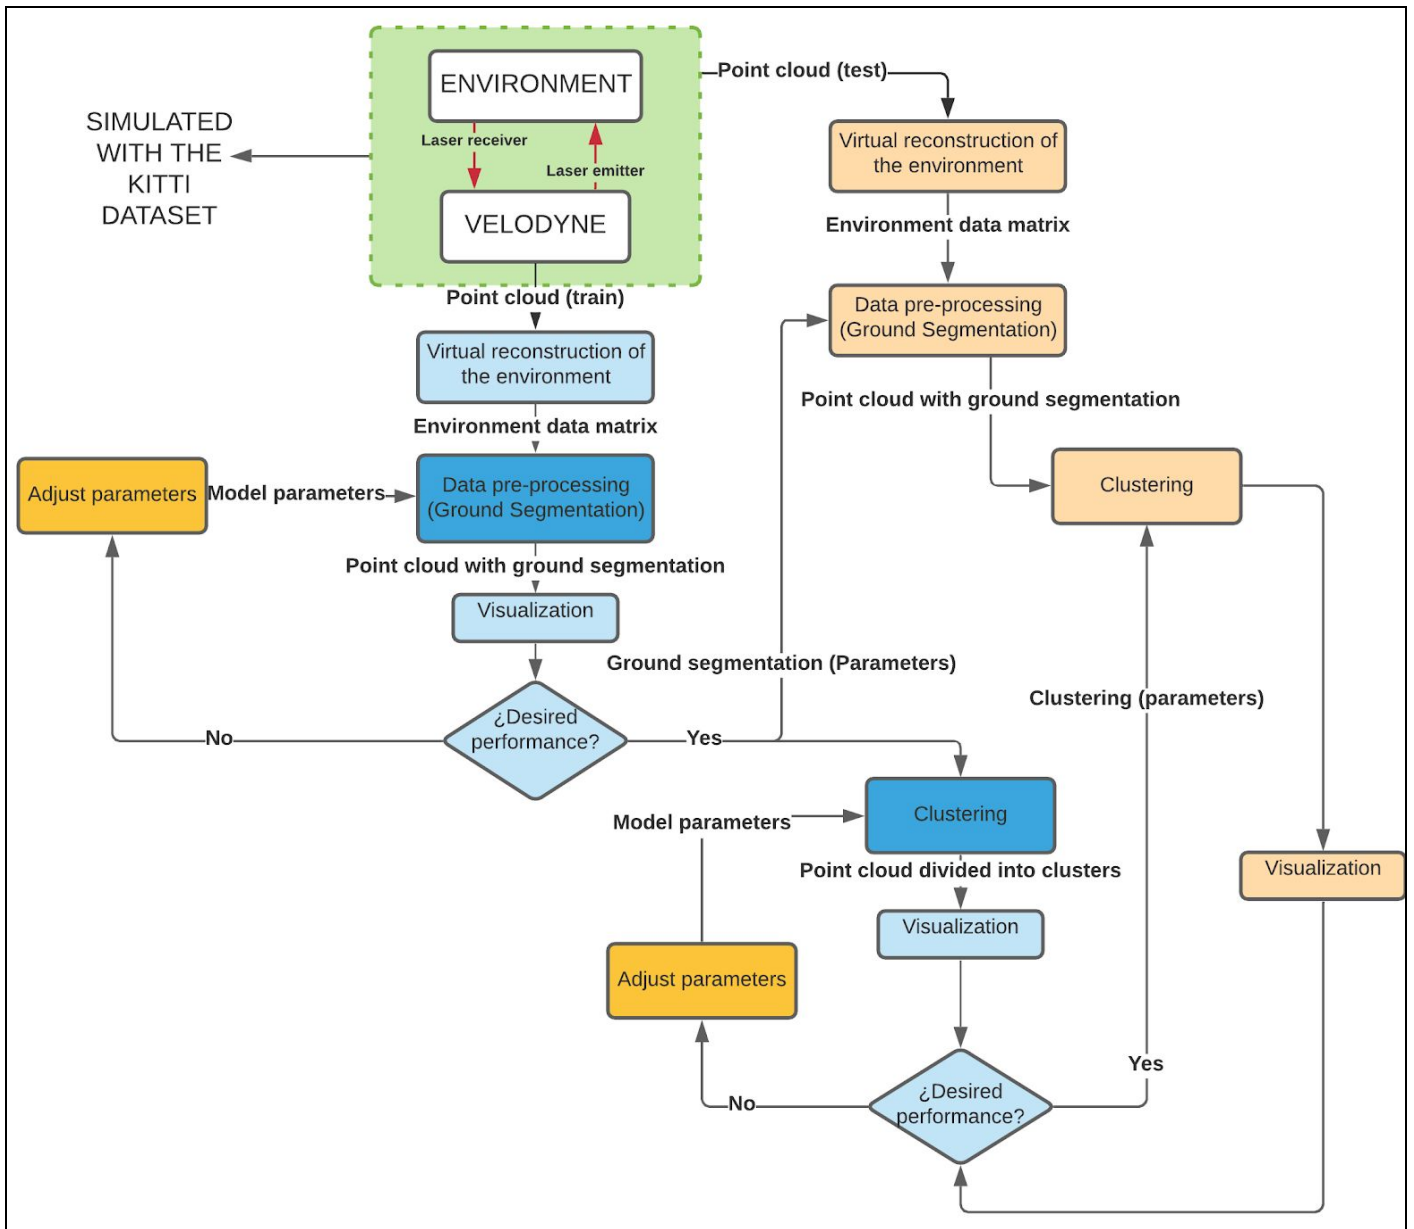 ENVIRONMENT
Point cloud (test)
SIMULATED
WITH THE
KITTI
DATASET
Laser receiver
Laser emitter
VELODYNE
Virtual reconstruction of
the environment
Environment data matrix
Point cloud (train)
Data pre-processing
(Ground Segmentation)
Virtual reconstruction of
the environment
Point cloud with ground segmentation
Environment data matrix
Adjust parameters
Model parameters
Data pre-processing
(Ground Segmentation)
Clustering
Point cloud with ground segmentation
Visualization
Ground segmentation (Parameters)
Clustering (parameters)
¿Desired
performance?
No
Yes
Clustering
Model parameters
Point cloud divided into clusters
Visualization
Visualization
Adjust parameters
Yes
¿Desired
performance?
No